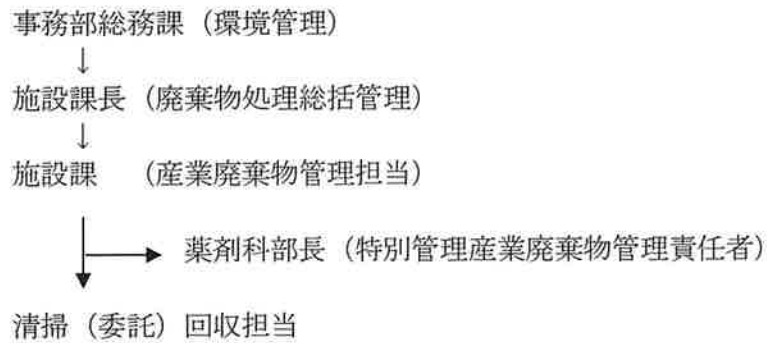 事務部総務課（環境管理）
↓
施設課長（廃棄物処理総括管理）
↓
施設課　（産業廃棄物管理担当）
薬剤科部長（特別管理産業廃棄物管理責任者）
清掃（委託）回収担当